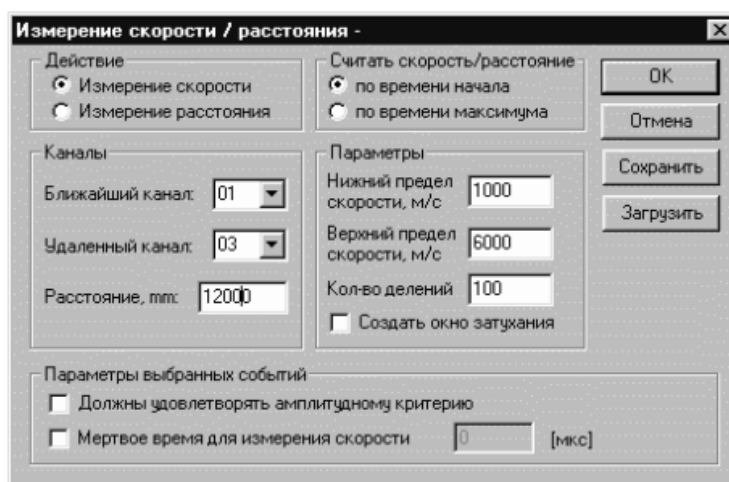 Измерение скорости / расстояния -
Действие
Измерение скорости
Измерение расстояния
Считать скорость/расстояние
по времени начала
по времени максимума
OK
Отмена
Сохранить
Загрузить
Каналы
Ближайший канал: 01
Удаленный канал: 03
Расстояние, mm: 12000
Параметры
Нижний предел
скорости, м/с 1000
Верхний предел
скорости, м/с 6000
Кол-во делений 100
Создать окно затухания
Параметры выбранных событий
Должны удовлетворять амплитудному критерию
Мертвое время для измерения скорости 0 [мкс]